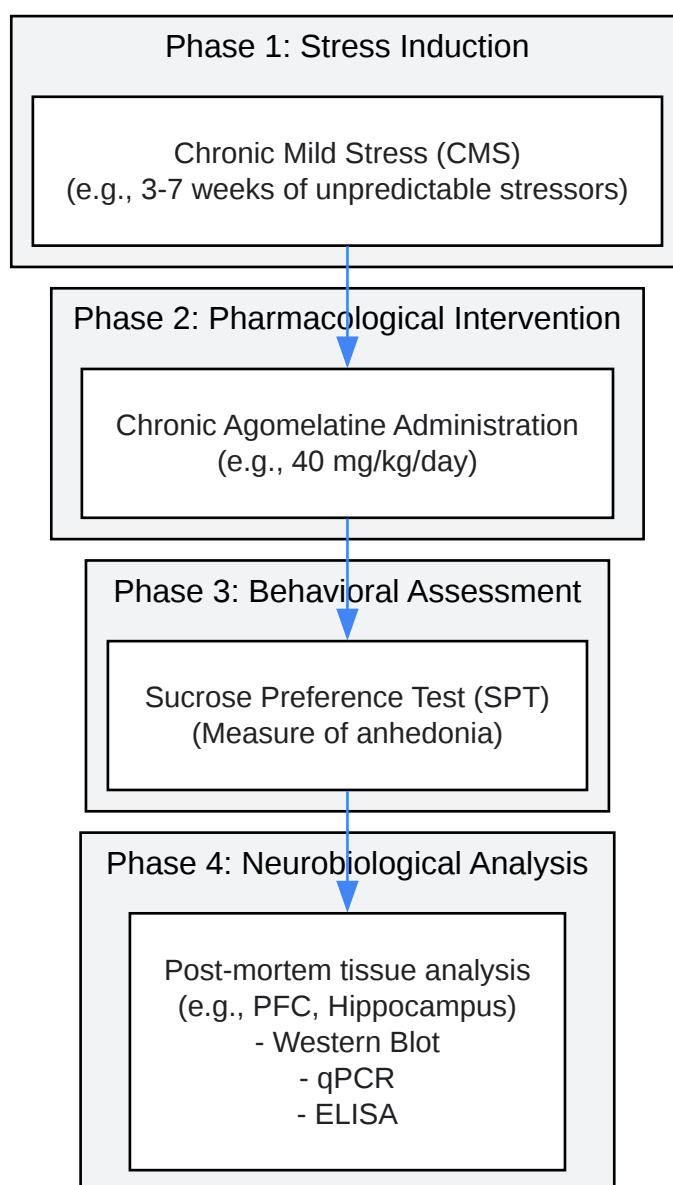 Phase 1: Stress Induction
Chronic Mild Stress (CMS)
(e.g., 3-7 weeks of unpredictable stressors)
Phase 2: Pharmacological Intervention
Chronic Agomelatine Administration
(e.g., 40 mg/kg/day)
Phase 3: Behavioral Assessment
Sucrose Preference Test (SPT)
(Measure of anhedonia)
Phase 4: Neurobiological Analysis
Post-mortem tissue analysis
(e.g., PFC, Hippocampus)
- Western Blot
- qPCR
- ELISA